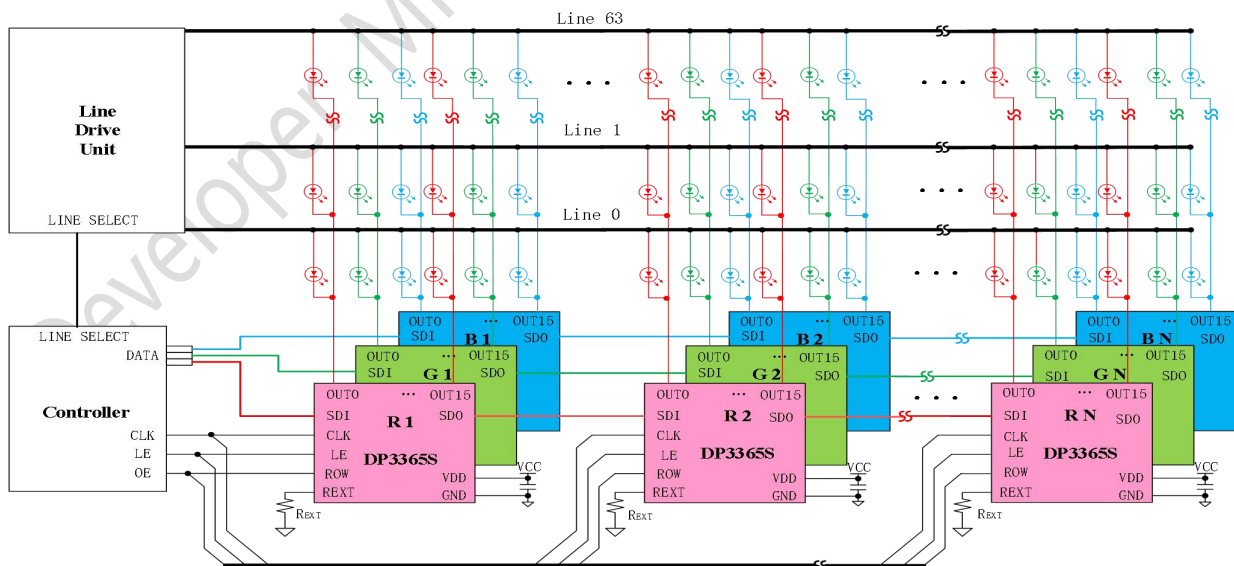 Developer M
Line 63
Line
Drive
Unit
LINE SELECT
. . .
. . .
Line 1
. . .
Line 0
. . .
LINE SELECT
DATA
Controller
CLK
LE
OE
OUT0 ... OUT15
SDI B 1 SDO
OUT0 ... OUT15
SDI G 1 SDO
OUT0 ... OUT15
SDI R 1 SDO
CLK
LE DP3365S
ROW VDD
REXT GND
VCC
REXT
OUT0 ... OUT15
SDI B 2 SDO
OUT0 ... OUT15
SDI G 2 SDO
OUT0 ... OUT15
SDI R 2 SDO
CLK
LE DP3365S
ROW VDD
REXT GND
VCC
REXT
. . .
OUT0 ... OUT15
SDI B N SDO
OUT0 ... OUT15
SDI G N SDO
OUT0 ... OUT15
SDI R N SDO
CLK
LE DP3365S
ROW VDD
REXT GND
VCC
REXT